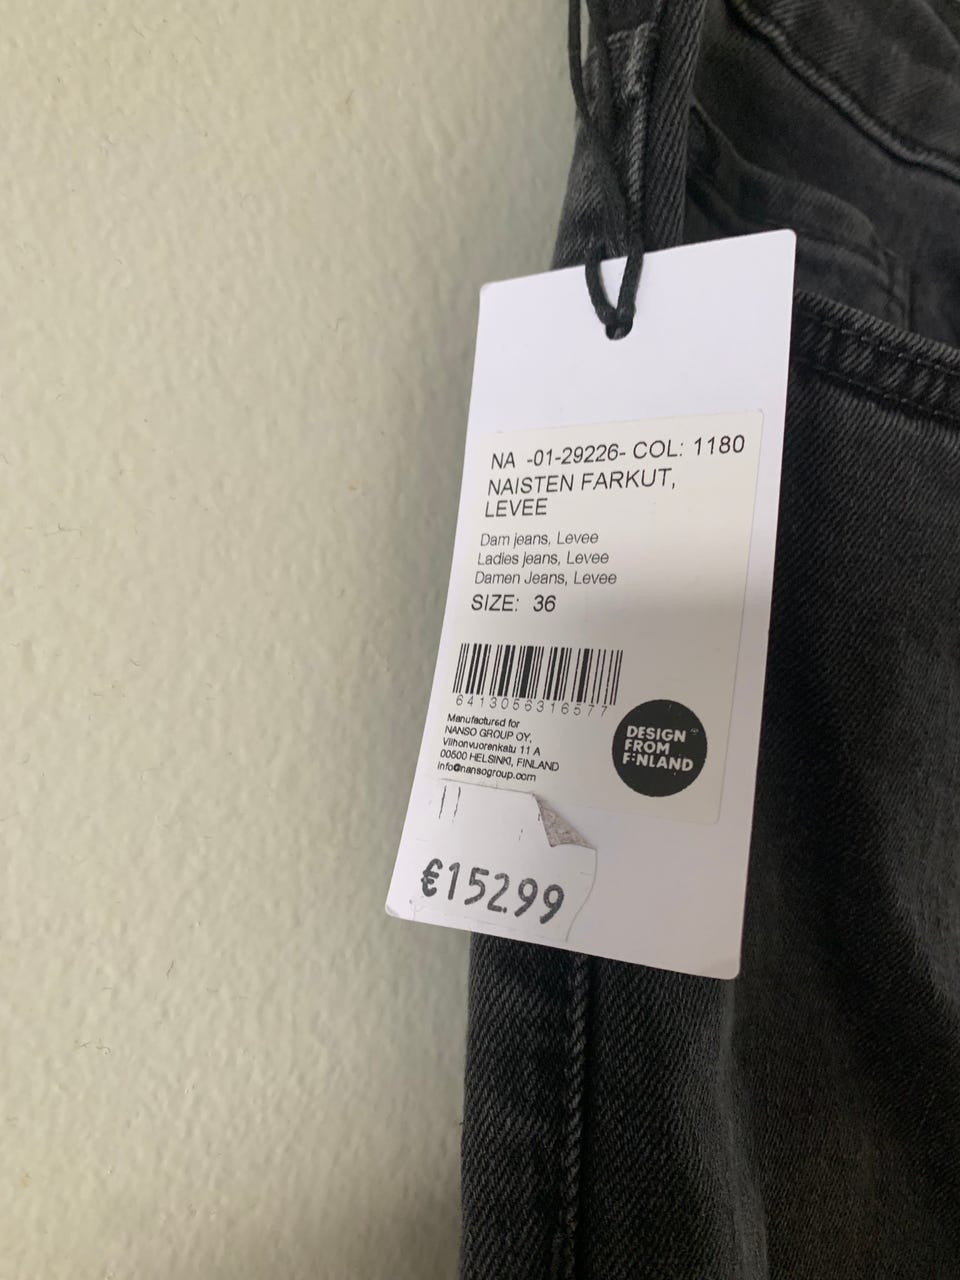 NA -01-29226- COL: 1180
NAISTEN FARKUT,
LEVEE
Dam jeans, Levee
Ladies jeans, Levee
Damen Jeans, Levee
SIZE: 36
6413056316577
Manufactured for
NANSO GROUP OY,
Vilhonvuorenkatu 11 A
00500 HELSINKI, FINLAND
info@nansogroup.com
DESIGN
FROM
FINLAND
€152.99